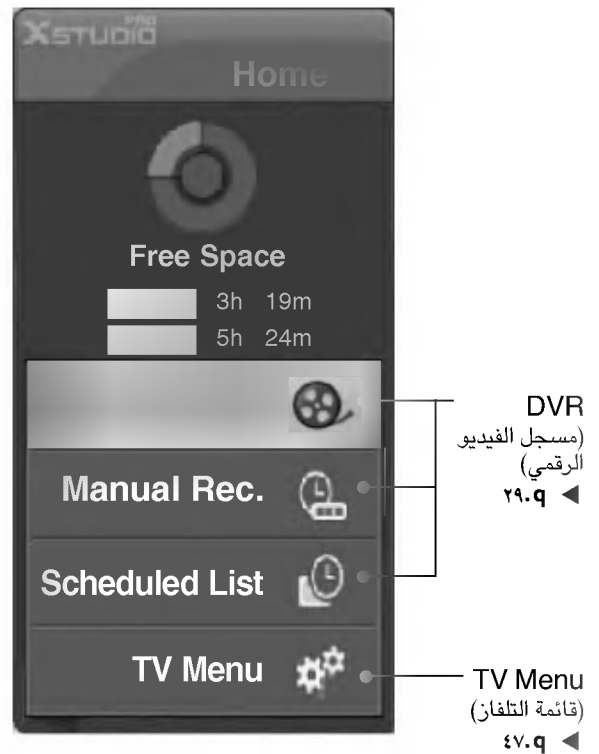 XSTUDIO PRO
Home
Free Space
3h 19m
5h 24m
Manual Rec.
Scheduled List
TV Menu
DVR
(مسجل الفيديو
الرقمي)
◀ p.٢٩
TV Menu
(قائمة التلفاز)
◀ p.٤٧